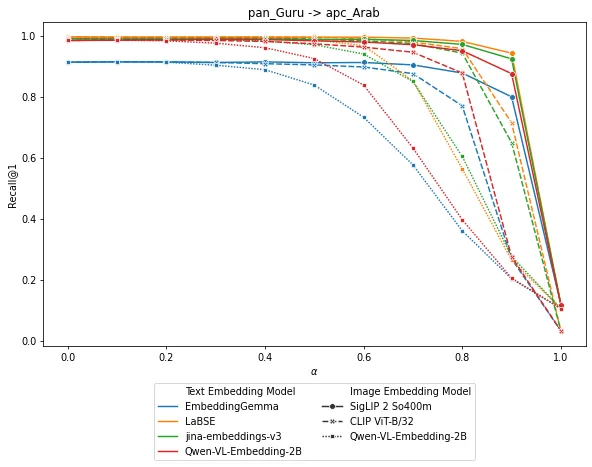 pan_Guru -> apc_Arab
Recall@1
1.0
0.8
0.6
0.4
0.2
0.0
0.0 0.2 0.4 0.6 0.8 1.0
α
Text Embedding Model
EmbeddingGemma
LaBSE
jina-embeddings-v3
Qwen-VL-Embedding-2B
Image Embedding Model
SigLIP 2 So400m
CLIP ViT-B/32
Qwen-VL-Embedding-2B